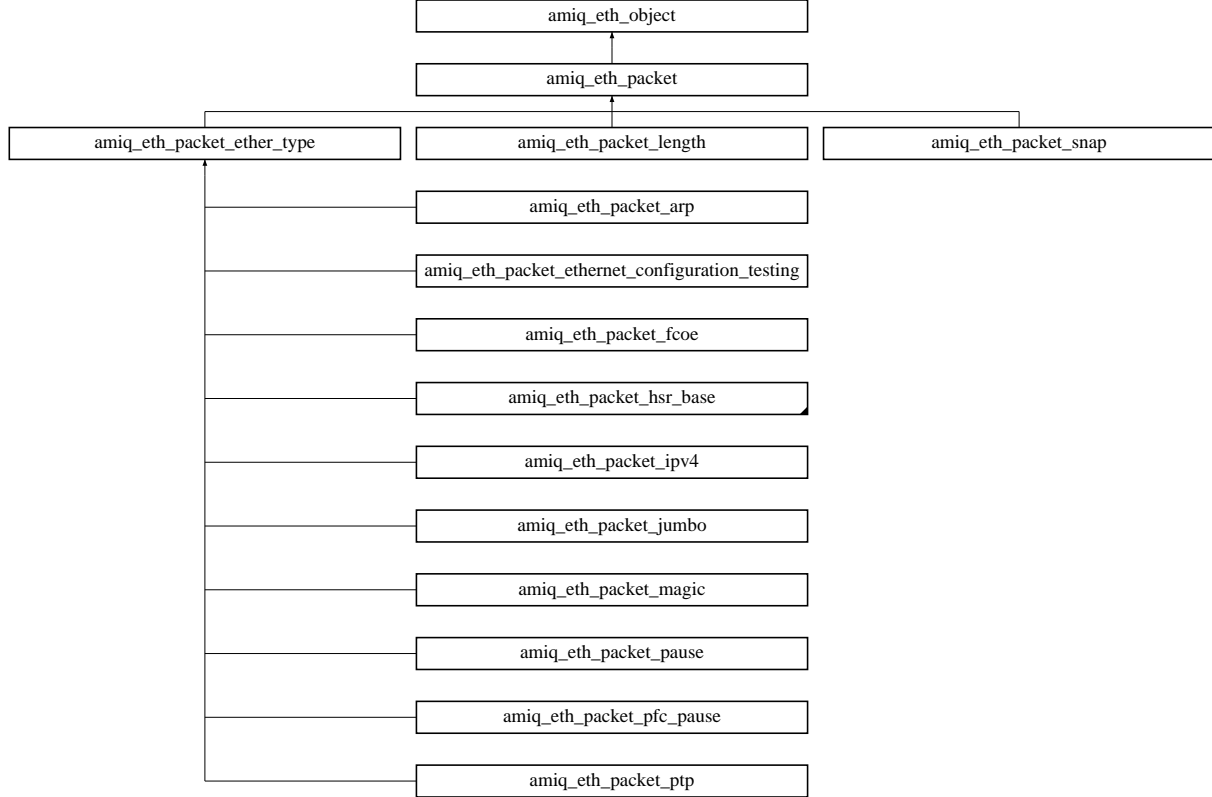 amiq_eth_object
amiq_eth_packet
amiq_eth_packet_ether_type
amiq_eth_packet_length
amiq_eth_packet_snap
amiq_eth_packet_arp
amiq_eth_packet_ethernet_configuration_testing
amiq_eth_packet_fcoe
amiq_eth_packet_hsr_base
amiq_eth_packet_ipv4
amiq_eth_packet_jumbo
amiq_eth_packet_magic
amiq_eth_packet_pause
amiq_eth_packet_pfc_pause
amiq_eth_packet_ptp